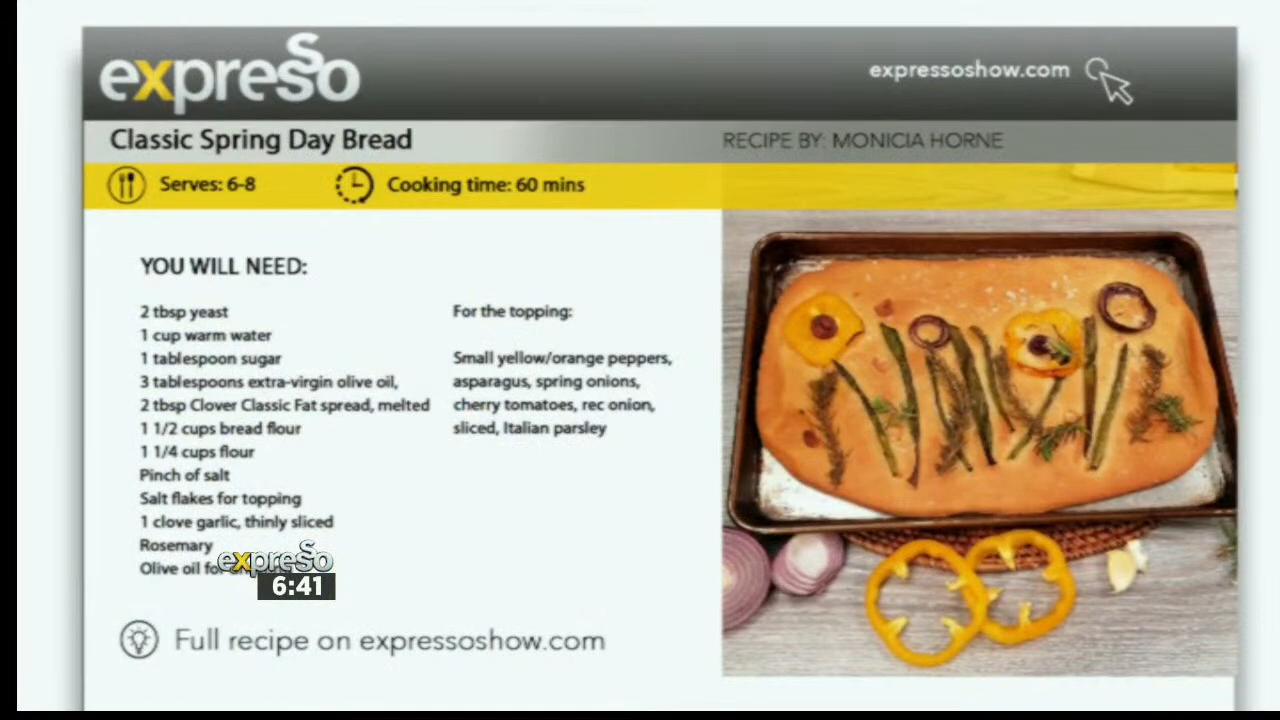 expresso
expressoshow.com
Classic Spring Day Bread
RECIPE BY: MONICIA HORNE
Serves: 6-8
Cooking time: 60 mins
YOU WILL NEED:
2 tbsp yeast
1 cup warm water
1 tablespoon sugar
3 tablespoons extra-virgin olive oil,
2 tbsp Clover Classic Fat spread, melted
1 1/2 cups bread flour
1 1/4 cups flour
Pinch of salt
Salt flakes for topping
1 clove garlic, thinly sliced
Rosemary
Olive oil
For the topping:
Small yellow/orange peppers,
asparagus, spring onions,
cherry tomatoes, rec onion,
sliced, Italian parsley
expresso
6:41
Full recipe on expressoshow.com